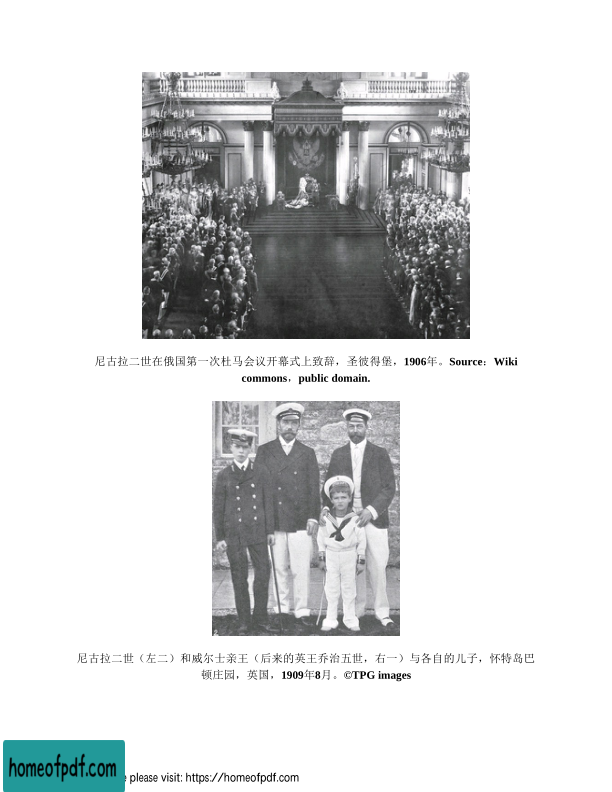 尼古拉二世在俄国第一次杜马会议开幕式上致辞，圣彼得堡，1906年。Source：Wiki
commons，public domain.
尼古拉二世（左二）和威尔士亲王（后来的英王乔治五世，右一）与各自的儿子，怀特岛巴
顿庄园，英国，1909年8月。©TPG images
homeofpdf.com
please visit: https://homeofpdf.com